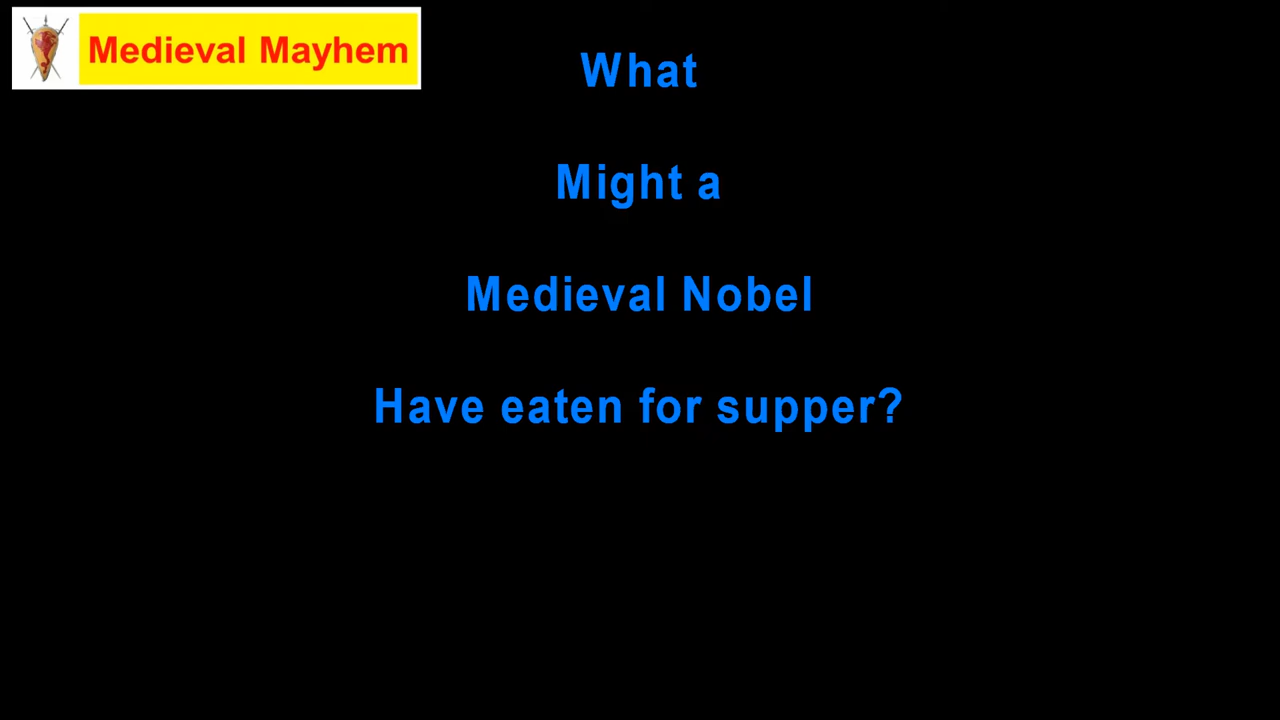 Medieval Mayhem
What
Might a
Medieval Nobel
Have eaten for supper?